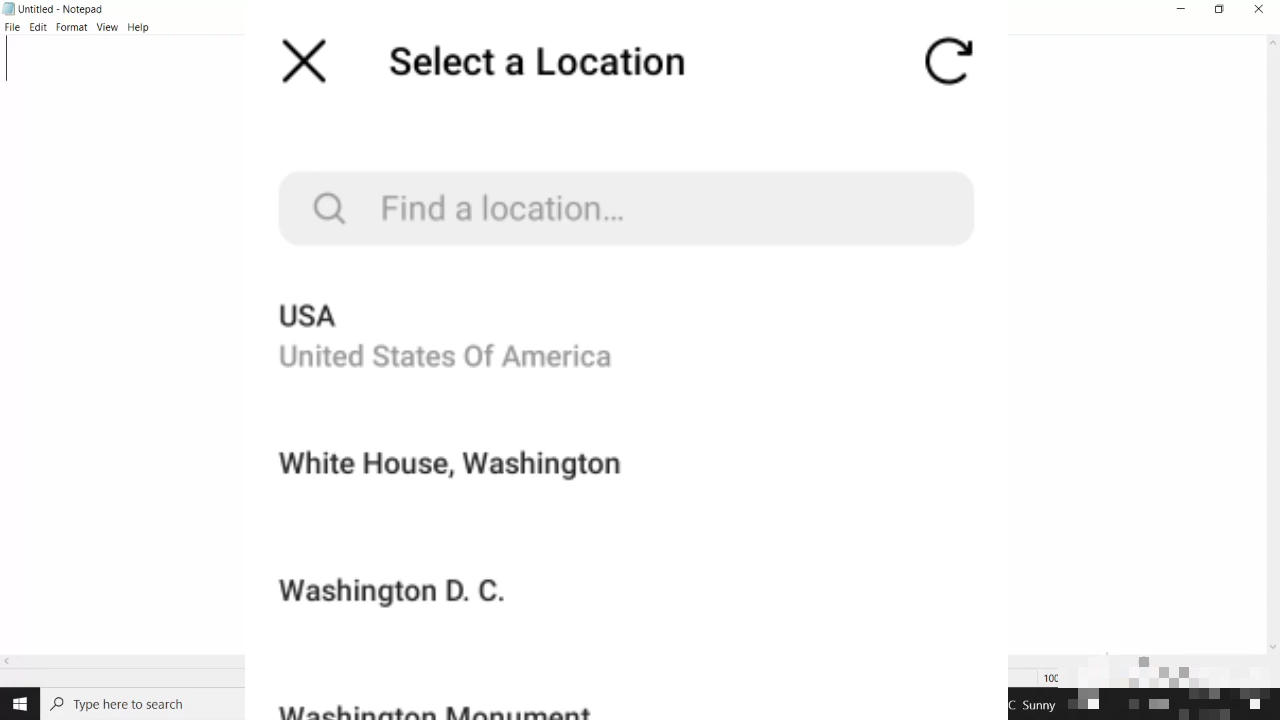 Untitled - Notepad
File Edit Format View Help
Select a Location
Find a location...
USA
United States Of America
White House, Washington
Washington D. C.
Washington Monument
100
Type here to search
C Sunny